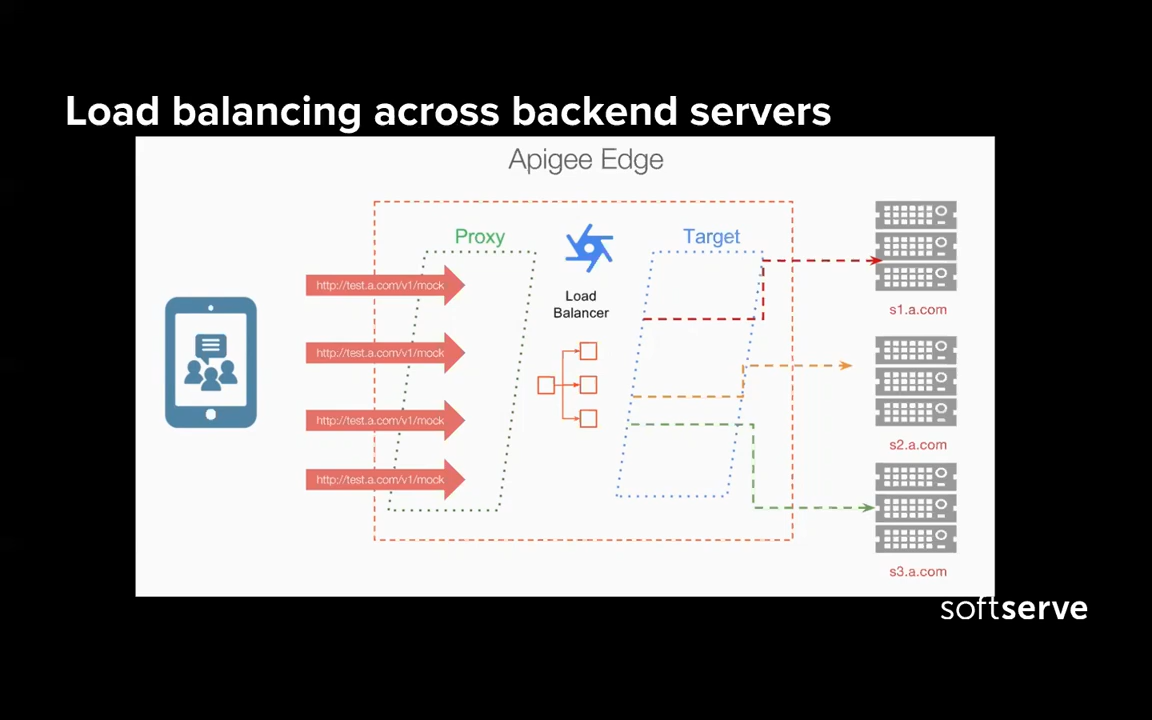 Load balancing across backend servers
Apigee Edge
Proxy
Target
Load
Balancer
http://test.a.com/v1/mock
http://test.a.com/v1/mock
http://test.a.com/v1/mock
http://test.a.com/v1/mock
s1.a.com
s2.a.com
s3.a.com
softserve